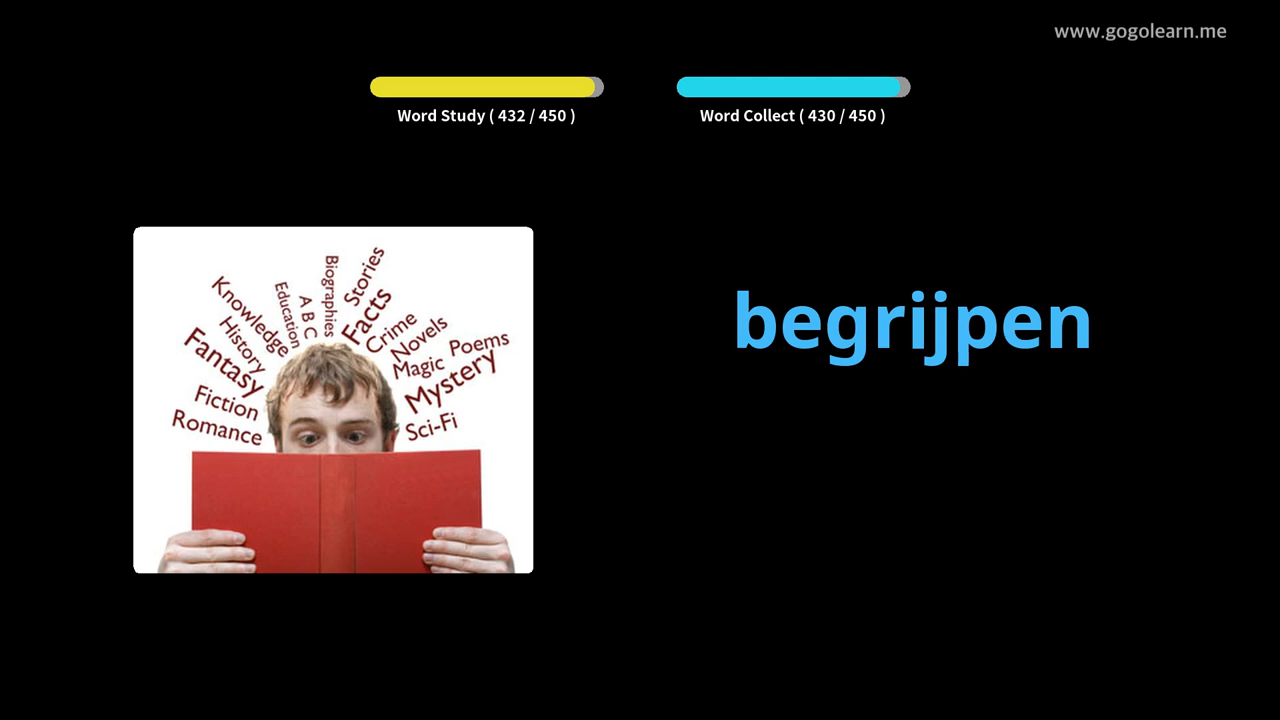 www.gogolearn.me
Word Study ( 432 / 450 )
Word Collect ( 430 / 450 )
begrijpen
Knowledge
Education
A B C
Biographies
Stories
Facts
Crime
Novels
Poems
History
Magic
Fantasy
Mystery
Fiction
Sci-Fi
Romance